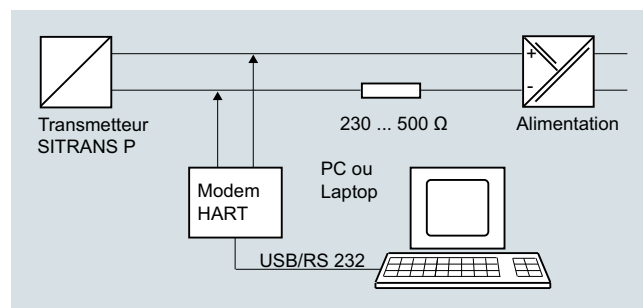 +
-
Transmetteur
SITRANS P
230 ... 500 Ω
Alimentation
Modem
HART
PC ou
Laptop
USB/RS 232